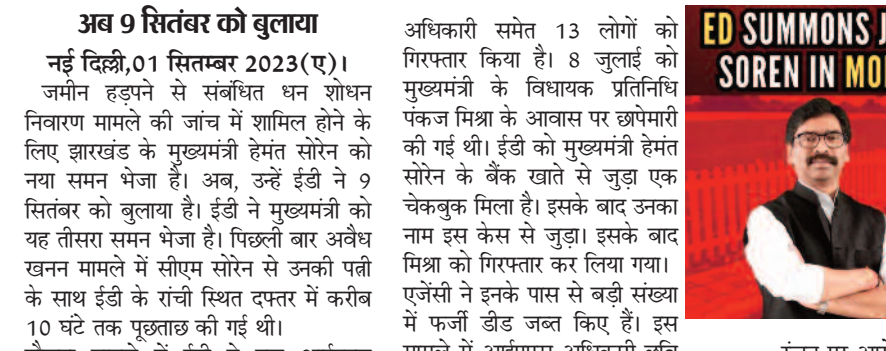 अब 9 सितंबर को बुलाया
नई दिल्ली,01 सितम्बर 2023(ए)।
जमीन हड़पने से संबंधित धन शोधन
निवारण मामले की जांच में शामिल होने के
लिए झारखंड के मुख्यमंत्री हेमंत सोरेन को
नया समन भेजा है। अब, उन्हें ईडी ने 9
सितंबर को बुलाया है। ईडी ने मुख्यमंत्री को
यह तीसरा समन भेजा है। पिछली बार अवैध
खनन मामले में सीएम सोरेन से उनकी पत्नी
के साथ ईडी के रांची स्थित दफ्तर में करीब
10 घंटे तक पूछताछ की गई थी।
अधिकारी समेत 13 लोगों को
गिरफ्तार किया है। 8 जुलाई को
मुख्यमंत्री के विधायक प्रतिनिधि
पंकज मिश्रा के आवास पर छापेमारी
की गई थी। ईडी को मुख्यमंत्री हेमंत
सोरेन के बैंक खाते से जुड़ा एक
चेकबुक मिला है। इसके बाद उनका
नाम इस केस से जुड़ा। इसके बाद
मिश्रा को गिरफ्तार कर लिया गया।
एजेंसी ने इनके पास से बड़ी संख्या
में फर्जी डीड जब्त किए हैं। इस
ED SUMMONS J
SOREN IN MO